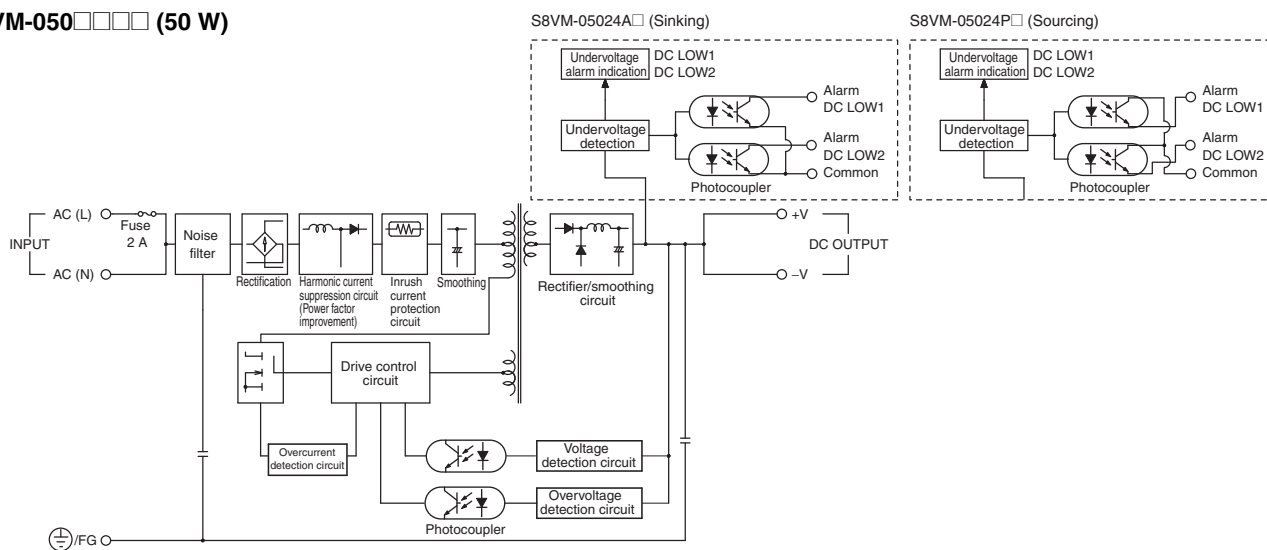 VM-050□□□□ (50 W)
S8VM-05024A□ (Sinking)
Undervoltage
alarm indication
DC LOW1
DC LOW2
Undervoltage
detection
Alarm
DC LOW1
Alarm
DC LOW2
Common
Photocoupler
S8VM-05024P□ (Sourcing)
Undervoltage
alarm indication
DC LOW1
DC LOW2
Undervoltage
detection
Alarm
DC LOW1
Alarm
DC LOW2
Common
Photocoupler
INPUT
AC (L)
AC (N)
Fuse
2 A
Noise
filter
Rectification
Harmonic current
suppression circuit
(Power factor
improvement)
Inrush
current
protection
circuit
Smoothing
Rectifier/smoothing
circuit
+V
DC OUTPUT
–V
Drive control
circuit
Overcurrent
detection circuit
Voltage
detection circuit
Overvoltage
detection circuit
Photocoupler
/FG